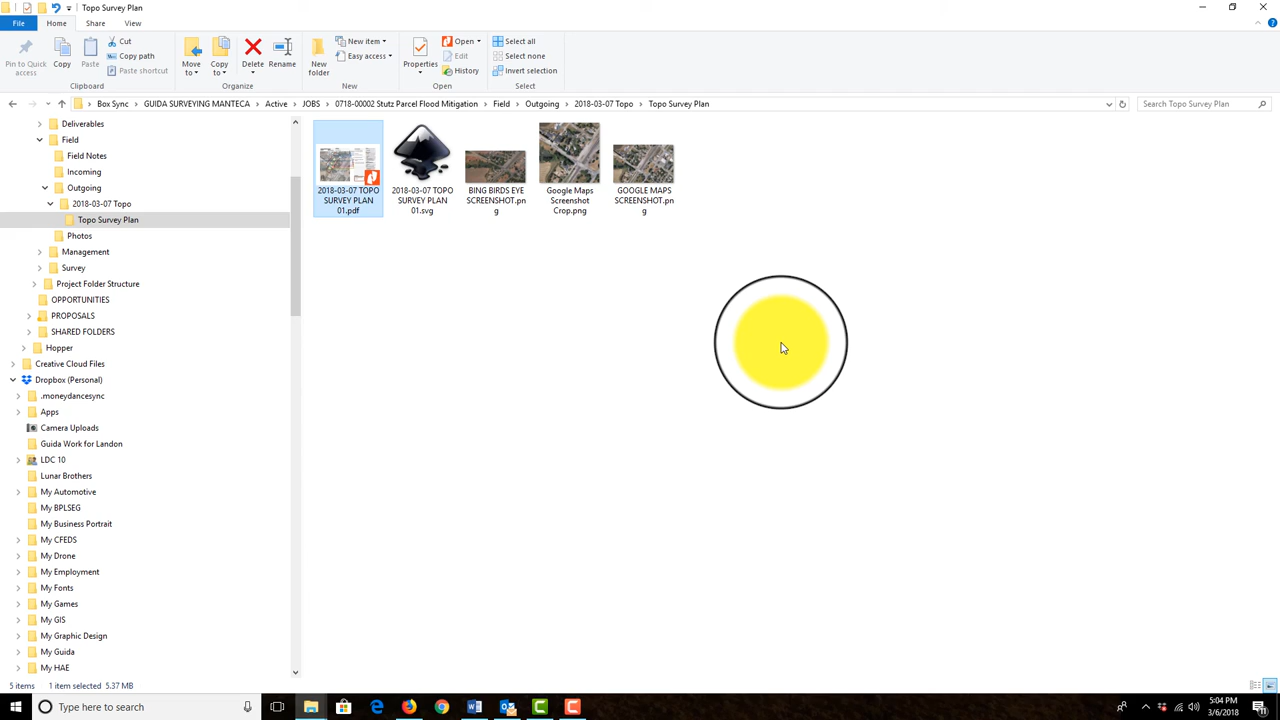 Topo Survey Plan
File Home Share View
Pin to Quick access
Copy
Paste
Cut
Copy path
Paste shortcut
Move to
Copy to
Delete
Rename
New folder
New item
Easy access
Properties
Open
Edit
History
Select all
Select none
Invert selection
Clipboard Organize New Open Select
Box Sync GUIDA SURVEYING MANTECA Active JOBS 0718-00002 Stutz Parcel Flood Mitigation Field Outgoing 2018-03-07 Topo Topo Survey Plan
Search Topo Survey Plan
Deliverables
Field
Field Notes
Incoming
Outgoing
2018-03-07 Topo
Topo Survey Plan
Photos
Management
Survey
Project Folder Structure
OPPORTUNITIES
PROPOSALS
SHARED FOLDERS
Hopper
Creative Cloud Files
Dropbox (Personal)
.moneydancesync
Apps
Camera Uploads
Guida Work for Landon
LDC 10
Lunar Brothers
My Automotive
My BPLSEG
My Business Portrait
My CFEDS
My Drone
My Employment
My Fonts
My Games
My GIS
My Graphic Design
My Guida
My HAE
2018-03-07 TOPO
SURVEY PLAN
01.pdf
2018-03-07 TOPO
SURVEY PLAN
01.svg
BING BIRDS EYE
SCREENSHOT.pn
g
Google Maps
Screenshot
Crop.png
GOOGLE MAPS
SCREENSHOT.pn
g
5 items 1 item selected 5.37 MB
Type here to search
5:04 PM
3/6/2018